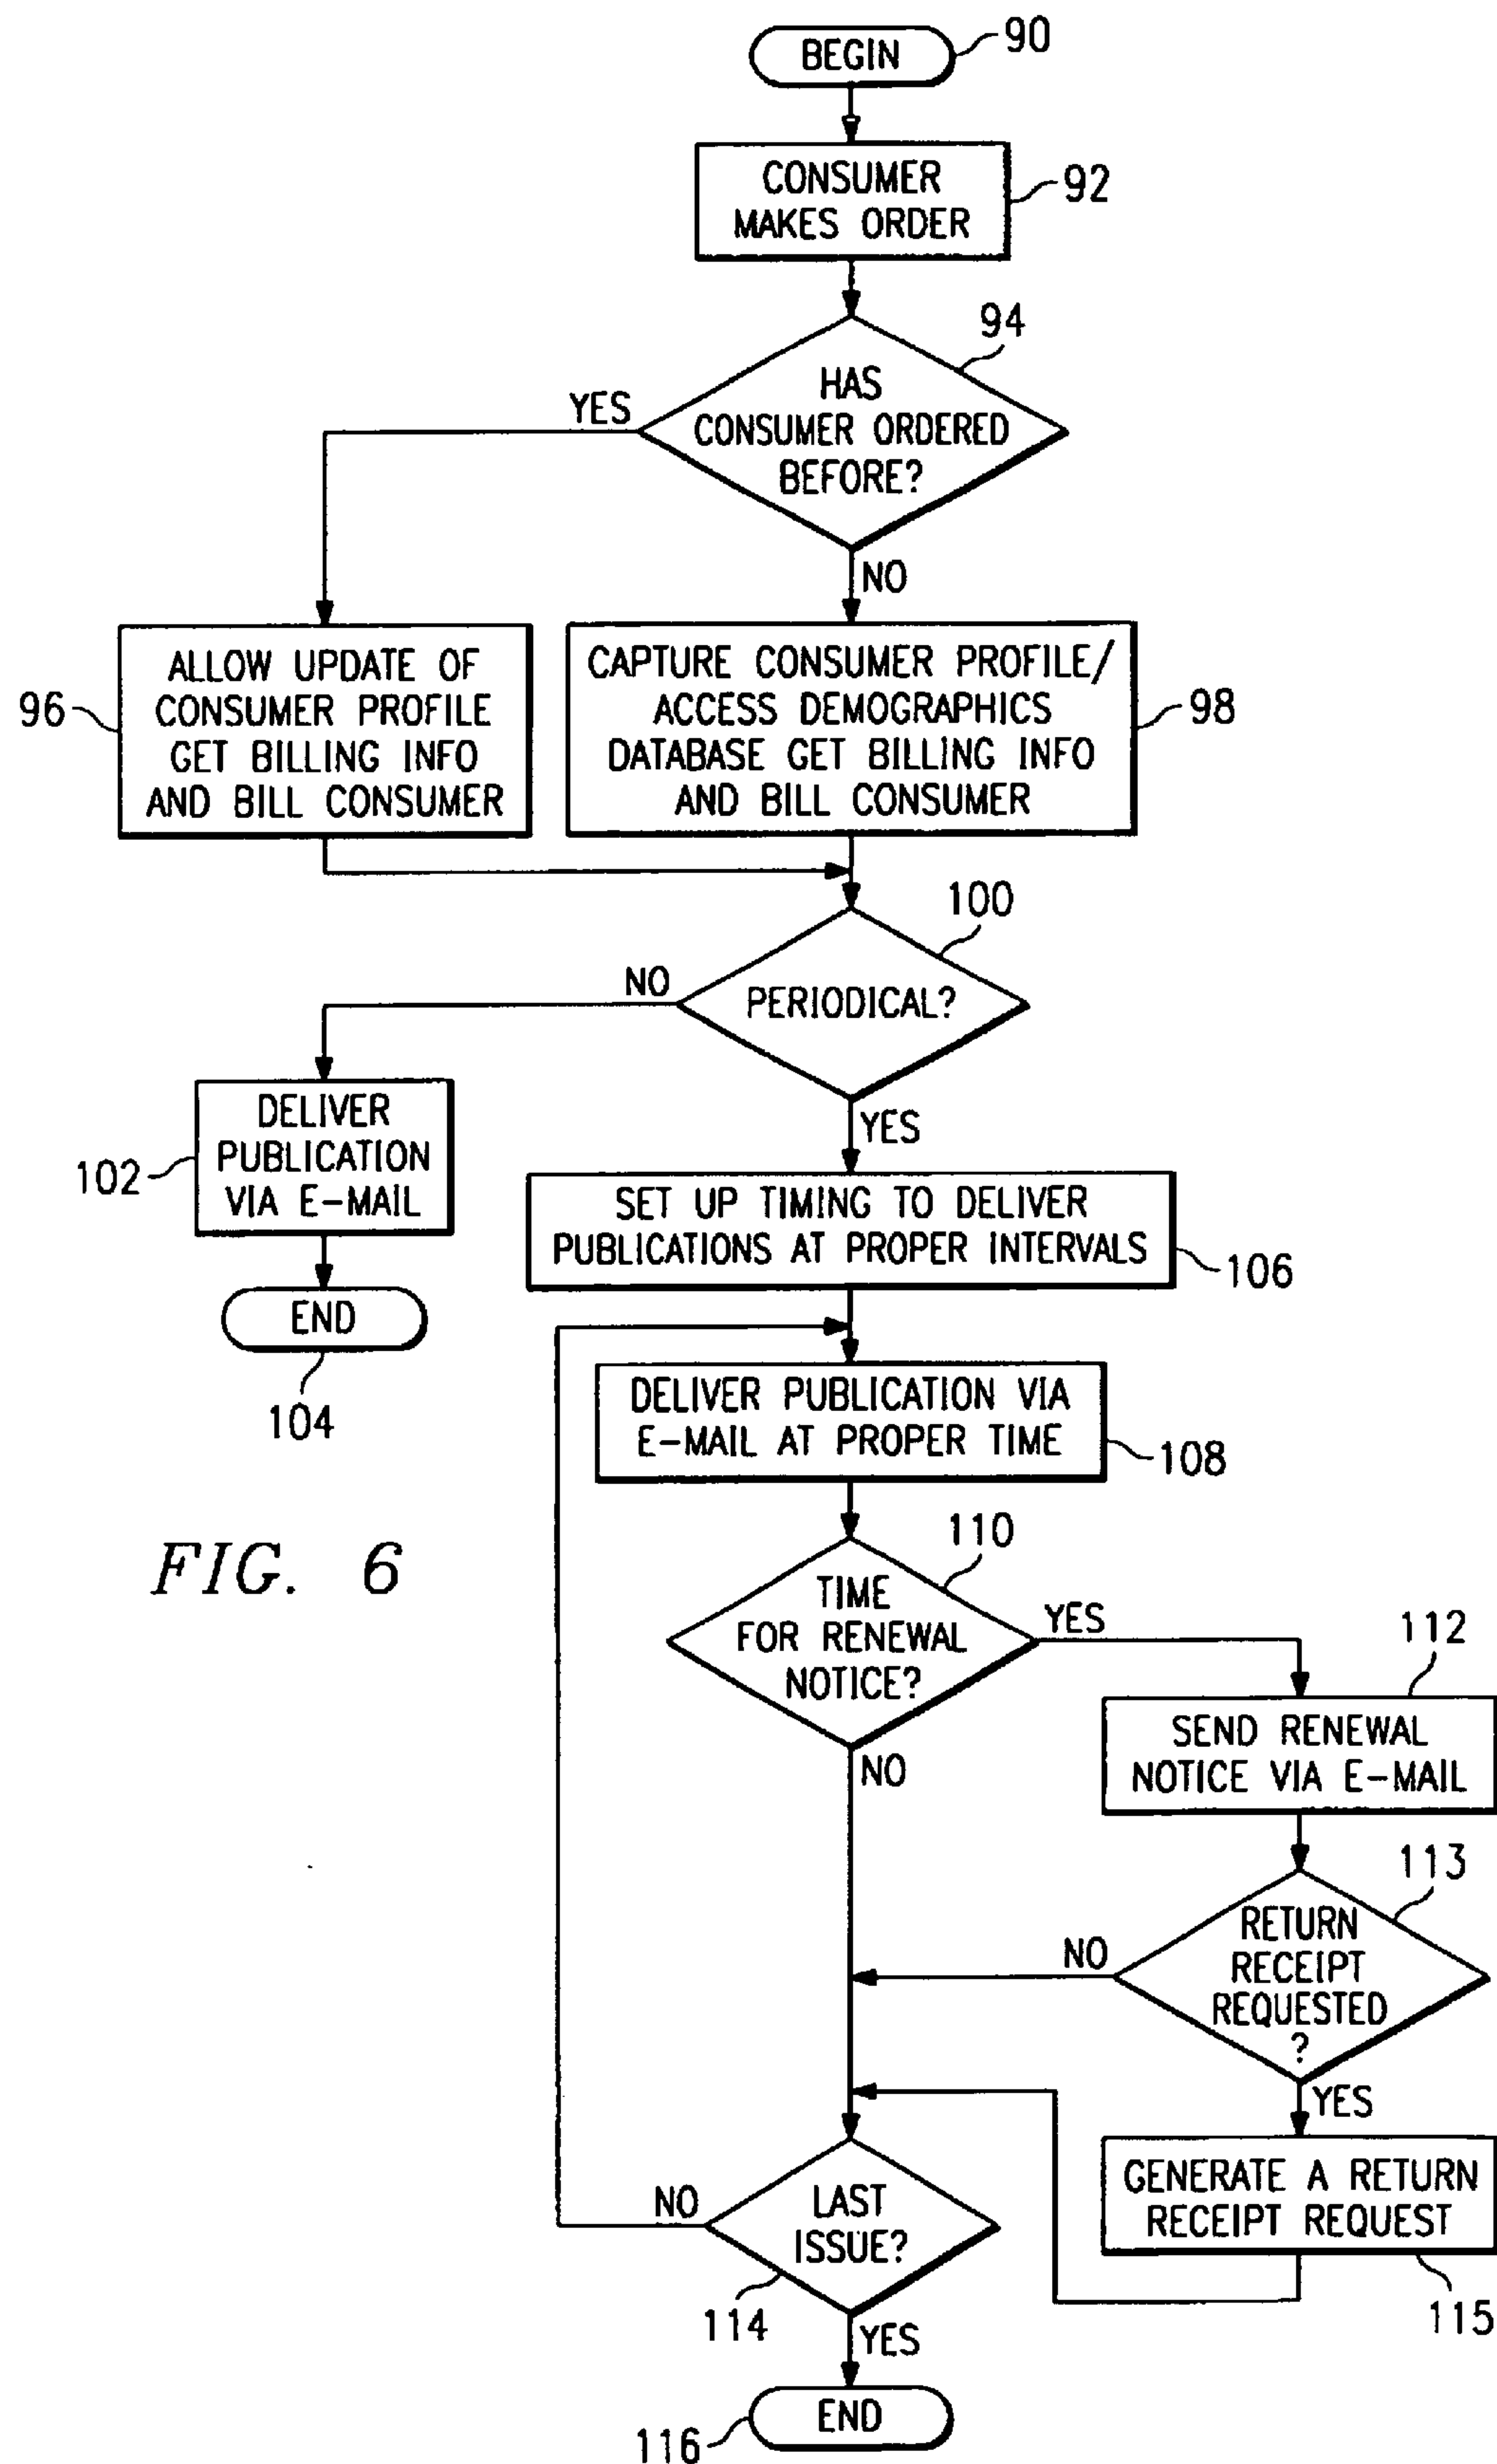 BEGIN
90
CONSUMER
MAKES ORDER
92
94
HAS
CONSUMER ORDERED
BEFORE?
YES
NO
96
ALLOW UPDATE OF
CONSUMER PROFILE
GET BILLING INFO
AND BILL CONSUMER
CAPTURE CONSUMER PROFILE/
ACCESS DEMOGRAPHICS
DATABASE GET BILLING INFO
AND BILL CONSUMER
98
100
PERIODICAL?
NO
YES
102
DELIVER
PUBLICATION
VIA E-MAIL
END
104
SET UP TIMING TO DELIVER
PUBLICATIONS AT PROPER INTERVALS
106
DELIVER PUBLICATION VIA
E-MAIL AT PROPER TIME
108
FIG. 6
110
TIME
FOR RENEWAL
NOTICE?
YES
NO
112
SEND RENEWAL
NOTICE VIA E-MAIL
113
RETURN
RECEIPT
REQUESTED
?
NO
YES
GENERATE A RETURN
RECEIPT REQUEST
115
LAST
ISSUE?
NO
114
YES
END
116